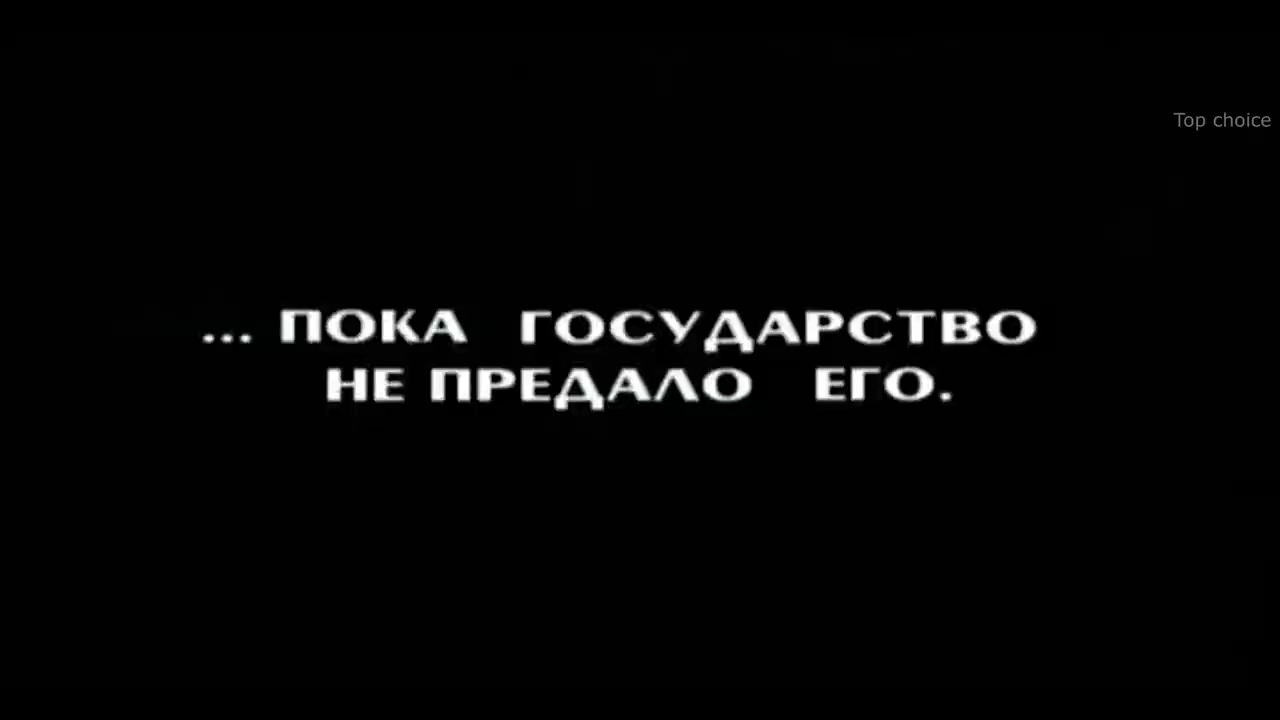 Top choice
... ПОКА ГОСУДАРСТВО
НЕ ПРЕДАЛО ЕГО.